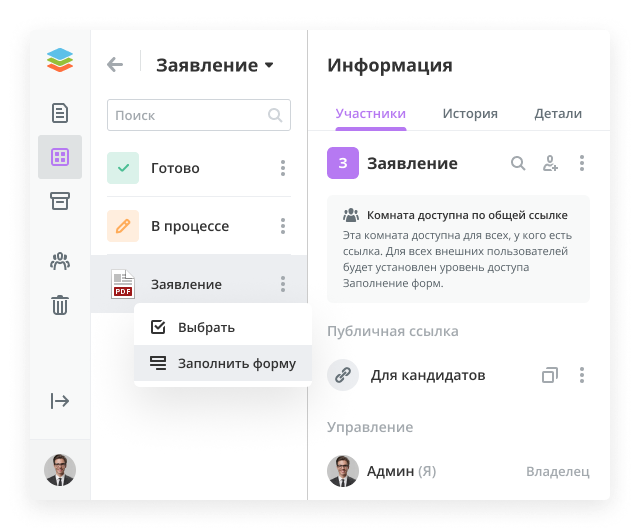 Заявление
Поиск
Готово
В процессе
PDF
Заявление
Выбрать
Заполнить форму
Информация
Участники
История
Детали
З
Заявление
Комната доступна по общей ссылке
Эта комната доступна для всех, у кого есть
ссылка. Для всех внешних пользователей
будет установлен уровень доступа
Заполнение форм.
Публичная ссылка
Для кандидатов
Управление
Админ (Я)
Владелец